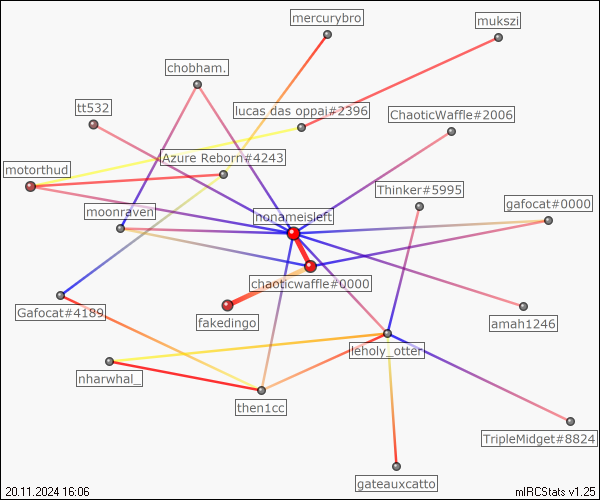 mercurybro
mukszi
chobham.
tt532
lucas das oppai#2396
ChaoticWaffle#2006
Azure Reborn#4243
motorthud
Thinker#5995
gafocat#0000
moonraven
nonameisleft
chaoticwaffle#0000
Gafocat#4189
fakedingo
amah1246
leholy_otter
nharwhal_
then1cc
TripleMidget#8824
gateauxcatto
20.11.2024 16:06
mIRCStats v1.25